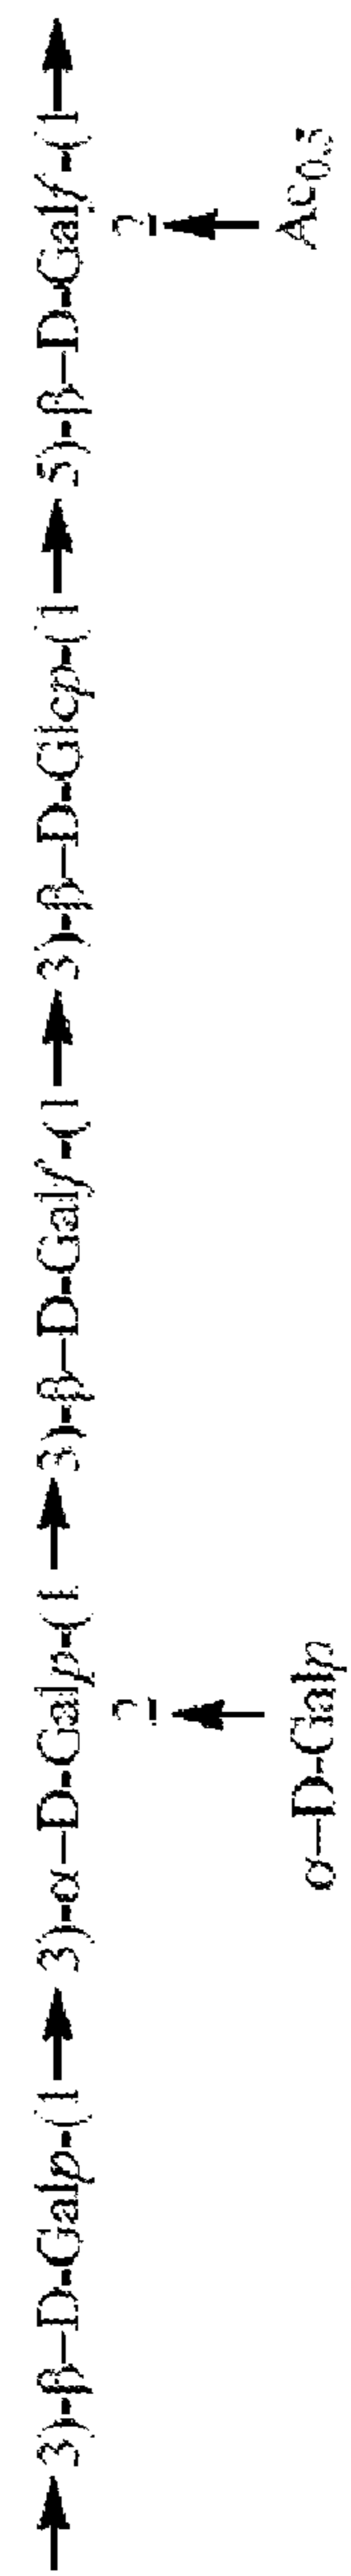 → 3)-β-D-Galp-(1 → 3)-α-D-Galp-(1 → 3)-β-D-Galf-(1 → 3)-β-D-Glcp-(1 → 5)-β-D-Galf-(1 →
2 2
↑ ↑
α-D-Galp Ac0.5